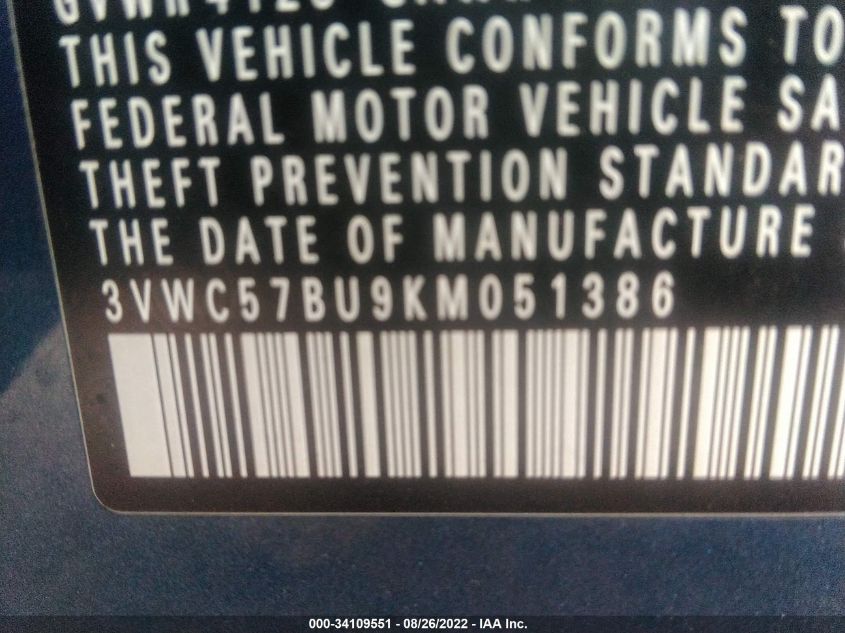 THIS VEHICLE CONFORMS TO
FEDERAL MOTOR VEHICLE SA
THEFT PREVENTION STANDAR
THE DATE OF MANUFACTURE
3VWC57BU9KM051386
000-34109551 - 08/26/2022 - IAA Inc.